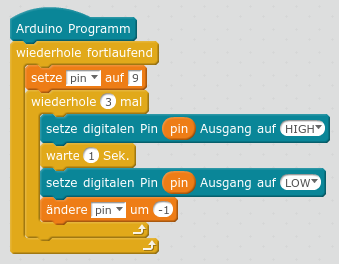 Arduino Programm
wiederhole fortlaufend
setze pin auf 9
wiederhole 3 mal
setze digitalen Pin pin Ausgang auf HIGH
warte 1 Sek.
setze digitalen Pin pin Ausgang auf LOW
ändere pin um -1